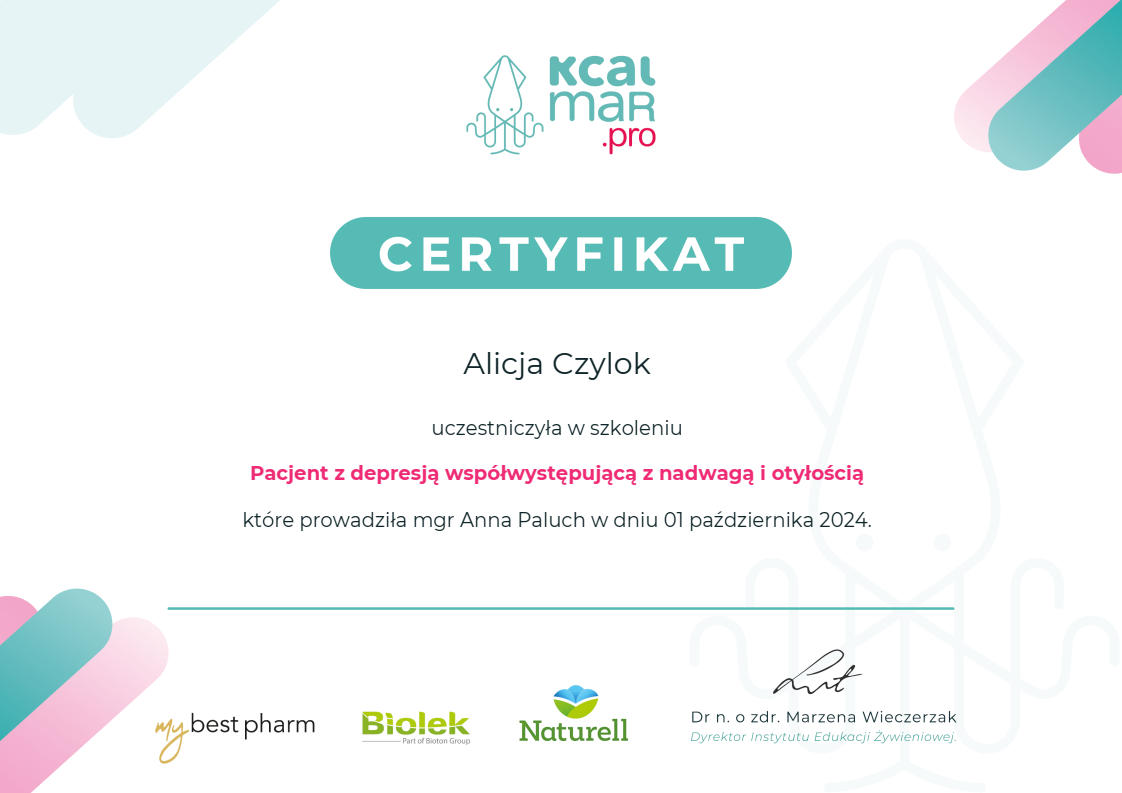 Kcal
maR
.pro
CERTYFIKAT
Alicja Czylok
uczestniczyła w szkoleniu
Pacjent z depresją współwystępującą z nadwagą i otyłością
które prowadziła mgr Anna Paluch w dniu 01 października 2024.
my best pharm
Biolek
Part of Bioton Group
Naturell
Dr n. o zdr. Marzena Wieczerzak
Dyrektor Instytutu Edukacji Żywieniowej.